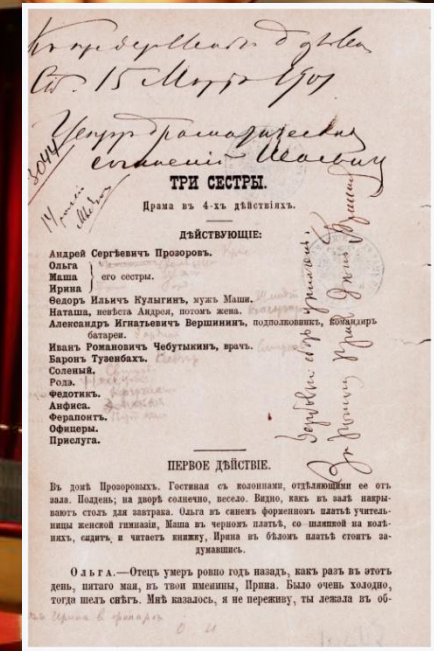 Къ представленію дозволено
Спб. 15 Марта 1901
Цензоръ драматическихъ
сочиненій
3044
ТРИ СЕСТРЫ.
Драма въ 4-хъ дѣйствіяхъ.
ДѢЙСТВУЮЩІЕ:
Андрей Сергѣевичъ Прозоровъ.
Ольга
Маша } его сестры.
Ирина
Ѳедоръ Ильичъ Кулыгинъ, мужъ Маши.
Наташа, невѣста Андрея, потомъ жена.
Александръ Игнатьевичъ Вершининъ, подполковникъ, командиръ
батареи.
Иванъ Романовичъ Чебутыкинъ, врачъ.
Баронъ Тузенбахъ.
Соленый.
Родэ.
Федотикъ.
Анфиса.
Ферапонтъ.
Офицеры.
Прислуга.
ПЕРВОЕ ДѢЙСТВІЕ.
Въ домѣ Прозоровыхъ. Гостиная съ колоннами, отдѣляющими ее отъ
зала. Полдень; на дворѣ солнечно, весело. Видно, какъ въ залѣ накры-
ваютъ столъ для завтрака. Ольга въ синемъ форменномъ платьѣ учитель-
ницы женской гимназіи, Маша въ черномъ платьѣ, со шляпкой на колѣ-
няхъ, сидитъ и читаетъ книжку, Ирина въ бѣломъ платьѣ стоитъ за-
думавшись.
Ольга.—Отецъ умеръ ровно годъ назадъ, какъ разъ въ этотъ
день, пятаго мая, въ твои именины, Ирина. Было очень холодно,
тогда шелъ снѣгъ. Мнѣ казалось, я не переживу, ты лежала въ об-